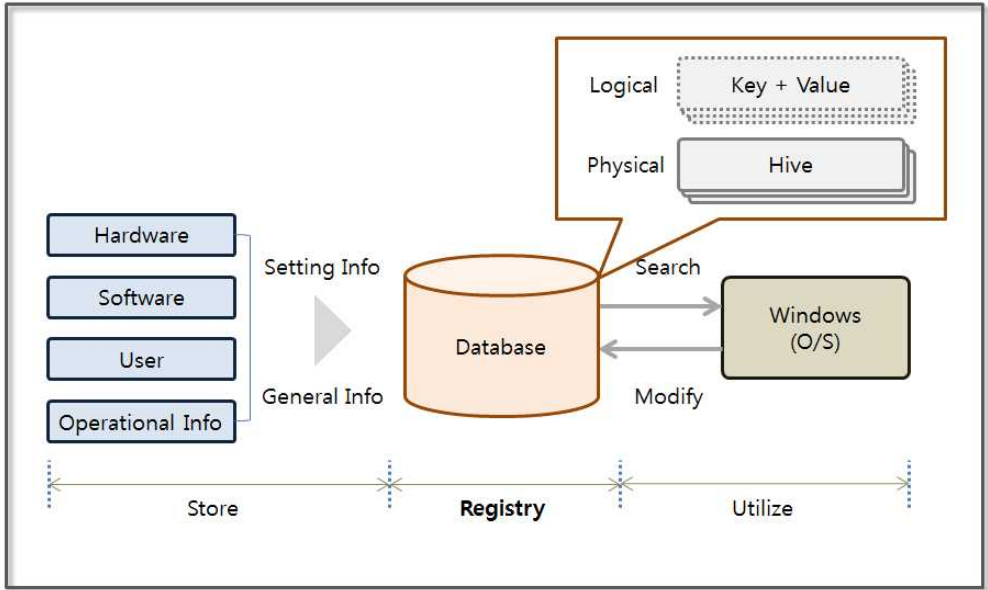 Logical
Key + Value
Physical
Hive
Hardware
Software
User
Operational Info
Setting Info
General Info
Database
Search
Modify
Windows
(O/S)
Store
Registry
Utilize